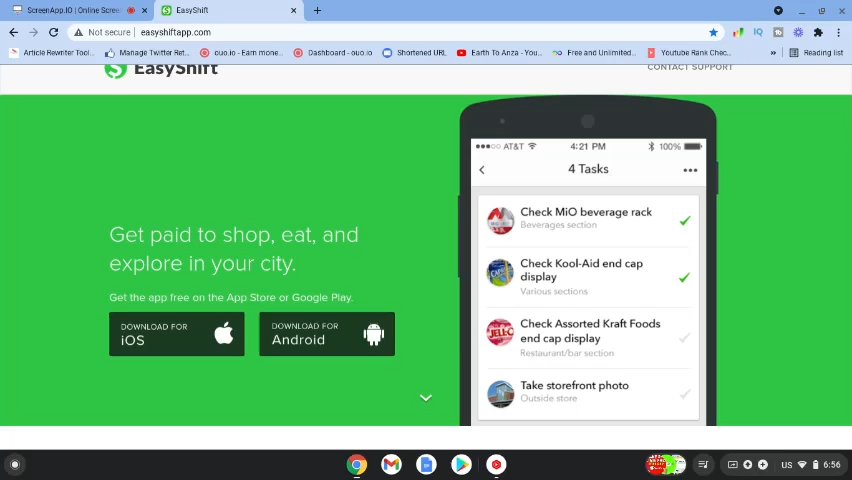 ScreenApp.IO | Online Screen
EasyShift
Not secure | easyshiftapp.com
Article Rewriter Tool...
Manage Twitter Ret...
ouo.io - Earn mone...
Dashboard - ouo.io
Shortened URL
Earth To Anza - You...
Free and Unlimited...
Youtube Rank Chec...
»
Reading list
EasyShift
CONTACT SUPPORT
AT&T
4:21 PM
100%
4 Tasks
Check MiO beverage rack
Beverages section
Check Kool-Aid end cap
display
Various sections
Check Assorted Kraft Foods
end cap display
Restaurant/bar section
Take storefront photo
Outside store
Get paid to shop, eat, and
explore in your city.
Get the app free on the App Store or Google Play.
DOWNLOAD FOR
iOS
DOWNLOAD FOR
Android
US
6:56